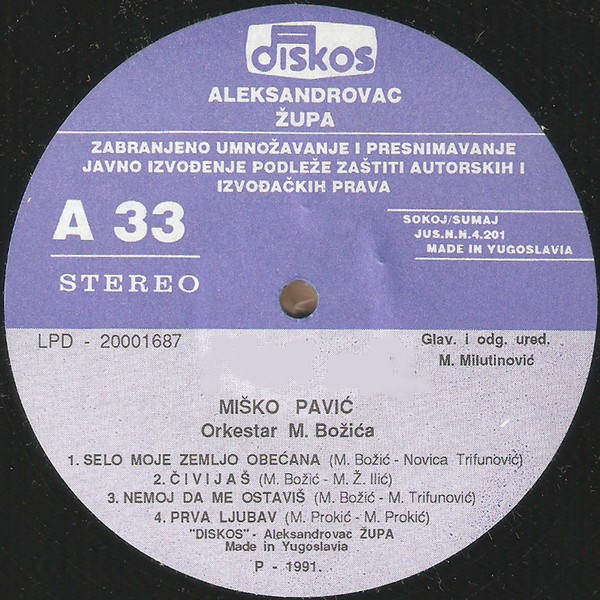 diskos
ALEKSANDROVAC
ŽUPA
ZABRANJENO UMNOŽAVANJE I PRESNIMAVANJE
JAVNO IZVOĐENJE PODLEŽE ZAŠTITI AUTORSKIH I
IZVOĐAČKIH PRAVA
A 33
STEREO
SOKOJ/SUMAJ
JUS.N.N.4.201
MADE IN YUGOSLAVIA
LPD - 20001687
Glav. i odg. ured.
M. Milutinović
MIŠKO PAVIĆ
Orkestar M. Božića
1. SELO MOJE ZEMLJO OBEĆANA (M. Božić - Novica Trifunović)
2. ČIVIJAŠ (M. Božić - M. Ž. Ilić)
3. NEMOJ DA ME OSTAVIŠ (M. Božić - M. Trifunović)
4. PRVA LJUBAV (M. Prokić - M. Prokić)
"DISKOS" - Aleksandrovac ŽUPA
Made in Yugoslavia
P - 1991.